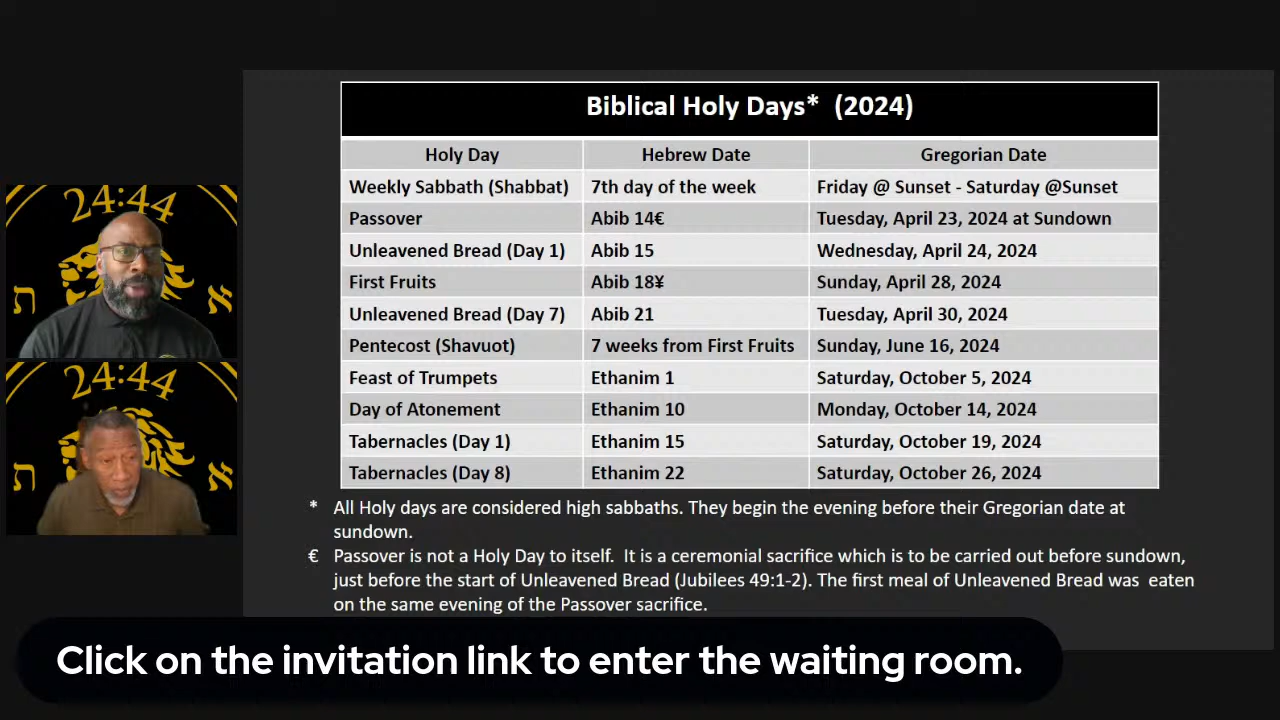 Biblical Holy Days* (2024)
Holy Day Hebrew Date Gregorian Date
Weekly Sabbath (Shabbat) 7th day of the week Friday @ Sunset - Saturday @Sunset
Passover Abib 14€ Tuesday, April 23, 2024 at Sundown
Unleavened Bread (Day 1) Abib 15 Wednesday, April 24, 2024
First Fruits Abib 18¥ Sunday, April 28, 2024
Unleavened Bread (Day 7) Abib 21 Tuesday, April 30, 2024
Pentecost (Shavuot) 7 weeks from First Fruits Sunday, June 16, 2024
Feast of Trumpets Ethanim 1 Saturday, October 5, 2024
Day of Atonement Ethanim 10 Monday, October 14, 2024
Tabernacles (Day 1) Ethanim 15 Saturday, October 19, 2024
Tabernacles (Day 8) Ethanim 22 Saturday, October 26, 2024
* All Holy days are considered high sabbaths. They begin the evening before their Gregorian date at
sundown.
€ Passover is not a Holy Day to itself. It is a ceremonial sacrifice which is to be carried out before sundown,
just before the start of Unleavened Bread (Jubilees 49:1-2). The first meal of Unleavened Bread was eaten
on the same evening of the Passover sacrifice.
24:44
ת א
24:44
ת א
Click on the invitation link to enter the waiting room.